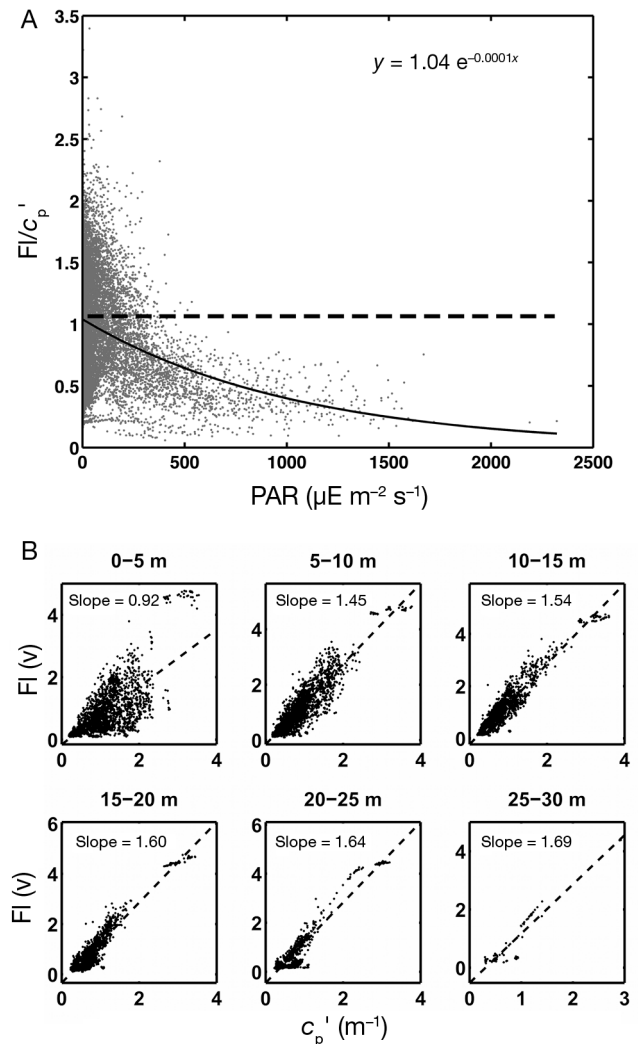 A
3.5
3
2.5
2
1.5
1
0.5
0
y = 1.04 e⁻⁰·⁰⁰⁰¹ˣ
Fl/cₚ'
0 500 1000 1500 2000 2500
PAR (µE m⁻² s⁻¹)
B
0–5 m 5–10 m 10–15 m
Slope = 0.92 Slope = 1.45 Slope = 1.54
Fl (v)
4 4 4
2 2 2
0 0 0
0 2 4 0 2 4 0 2 4
15–20 m 20–25 m 25–30 m
Slope = 1.60 Slope = 1.64 Slope = 1.69
Fl (v)
6 6
4 4 4
2 2 2
0 0 0
0 2 4 0 2 4 0 1 2 3
cₚ' (m⁻¹)